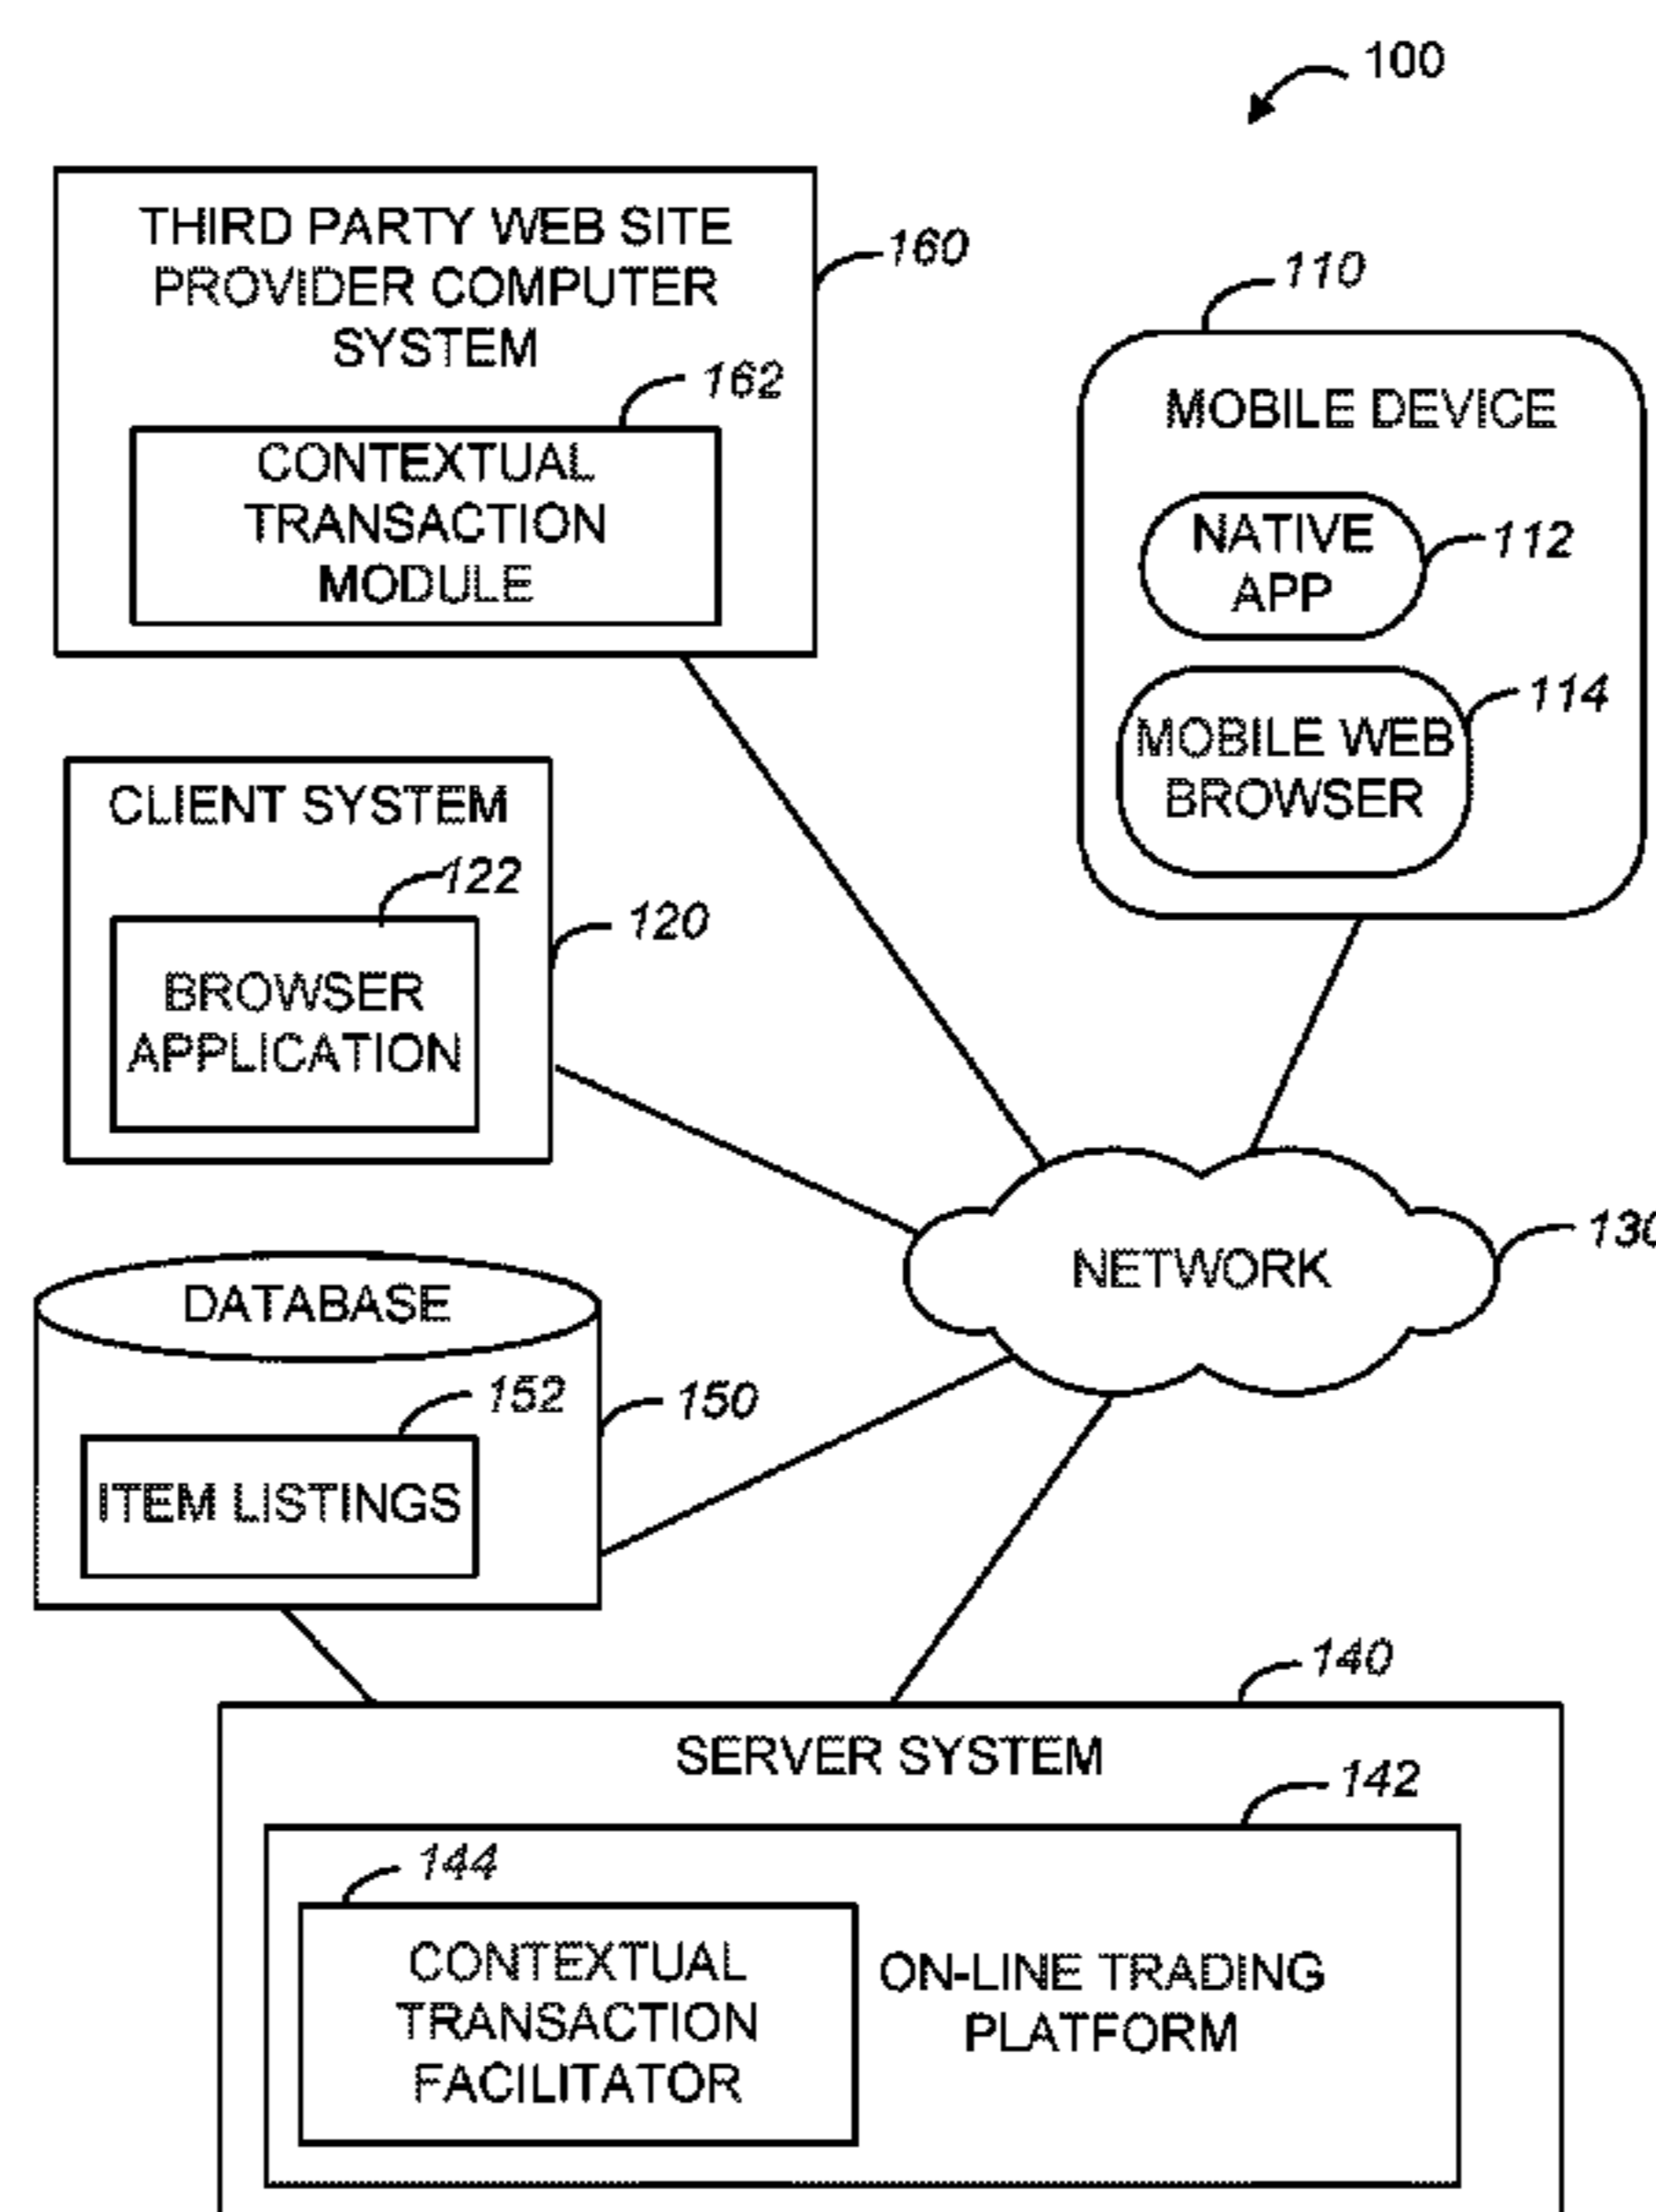 100
THIRD PARTY WEB SITE
PROVIDER COMPUTER
SYSTEM
160
162
CONTEXTUAL
TRANSACTION
MODULE
110
MOBILE DEVICE
NATIVE
APP
112
MOBILE WEB
BROWSER
114
CLIENT SYSTEM
122
120
BROWSER
APPLICATION
NETWORK
130
DATABASE
152
150
ITEM LISTINGS
140
SERVER SYSTEM
142
144
CONTEXTUAL
TRANSACTION
FACILITATOR
ON-LINE TRADING
PLATFORM